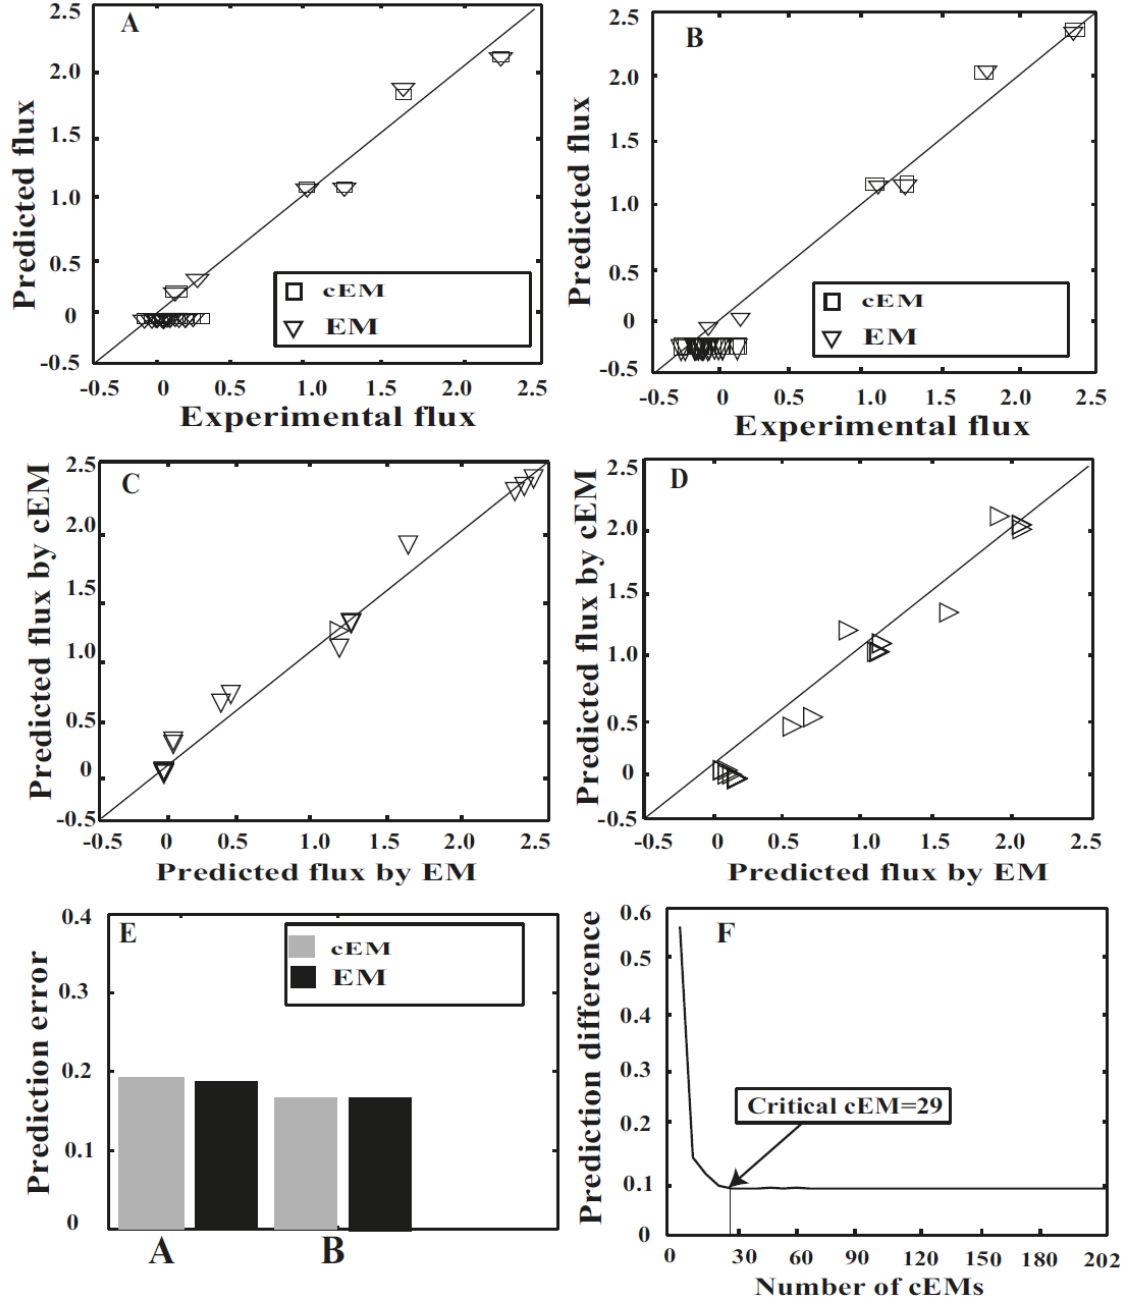 A
Predicted flux
2.5
2.0
1.5
1.0
0.5
0
-0.5
cEM
EM
-0.5 0 0.5 1.0 1.5 2.0 2.5
Experimental flux
B
Predicted flux
2.5
2.0
1.5
1.0
0.5
0
-0.5
cEM
EM
-0.5 0 0.5 1.0 1.5 2.0 2.5
Experimental flux
C
Predicted flux by cEM
2.5
2.0
1.5
1.0
0.5
0
-0.5
-0.5 0 0.5 1.0 1.5 2.0 2.5
Predicted flux by EM
D
Predicted flux by cEM
2.5
2.0
1.5
1.0
0.5
0
-0.5
-0.5 0 0.5 1.0 1.5 2.0 2.5
Predicted flux by EM
E
Prediction error
0.4
0.3
0.2
0.1
0
cEM
EM
A B
F
Prediction difference
0.6
0.5
0.4
0.3
0.2
0.1
0
Critical cEM=29
0 30 60 90 120 150 180 202
Number of cEMs